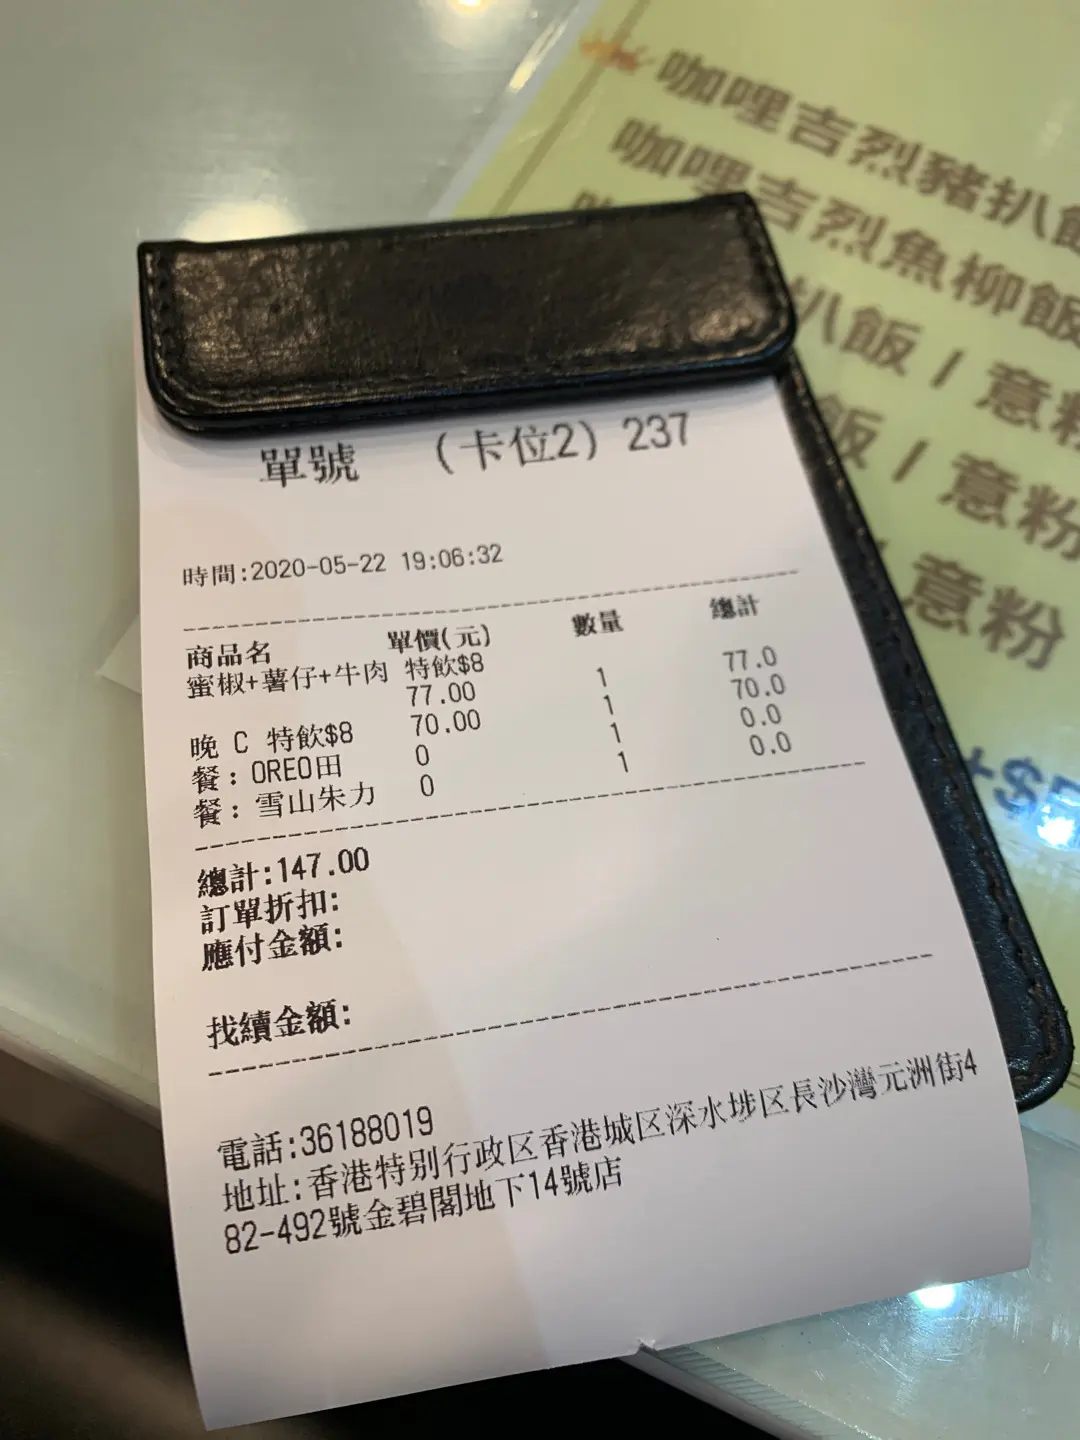 單號 (卡位2) 237
時間:2020-05-22 19:06:32
商品名 單價(元) 數量 總計
蜜椒+薯仔+牛肉 特飲$8
77.00 1 77.0
晚 C 特飲$8 70.00 1 70.0
餐: OREO田 0 1 0.0
餐: 雪山朱力 0 1 0.0
總計:147.00
訂單折扣:
應付金額:
找續金額:
電話:36188019
地址:香港特別行政区香港城区深水埗区長沙灣元洲街4
82-492號金碧閣地下14號店
咖哩吉烈豬扒飯
咖哩吉烈魚柳飯
扒飯 / 意粉
飯 / 意粉
/ 意粉